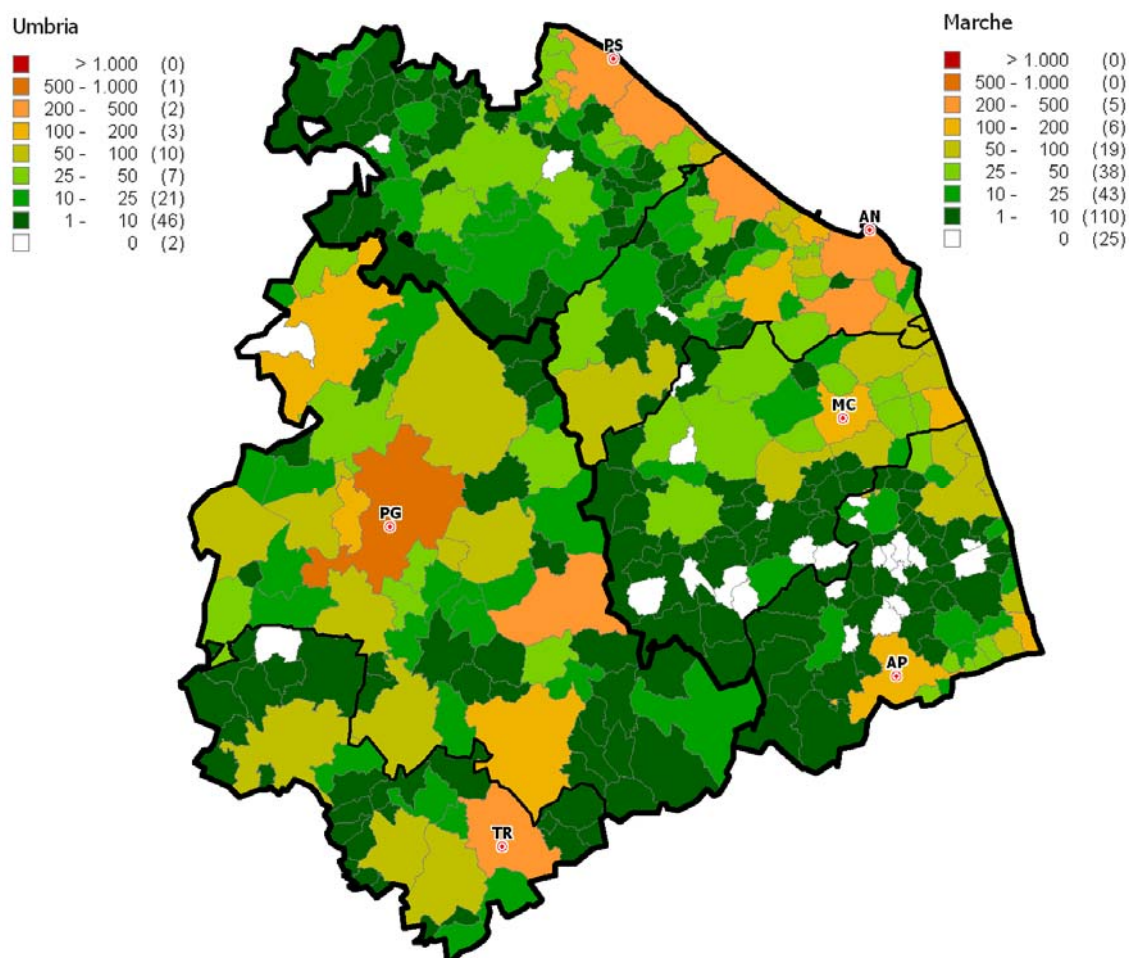 Umbria
> 1.000 (0)
500 - 1.000 (1)
200 - 500 (2)
100 - 200 (3)
50 - 100 (10)
25 - 50 (7)
10 - 25 (21)
1 - 10 (46)
0 (2)
Marche
> 1.000 (0)
500 - 1.000 (0)
200 - 500 (5)
100 - 200 (6)
50 - 100 (19)
25 - 50 (38)
10 - 25 (43)
1 - 10 (110)
0 (25)
PS
AN
MC
PG
AP
TR